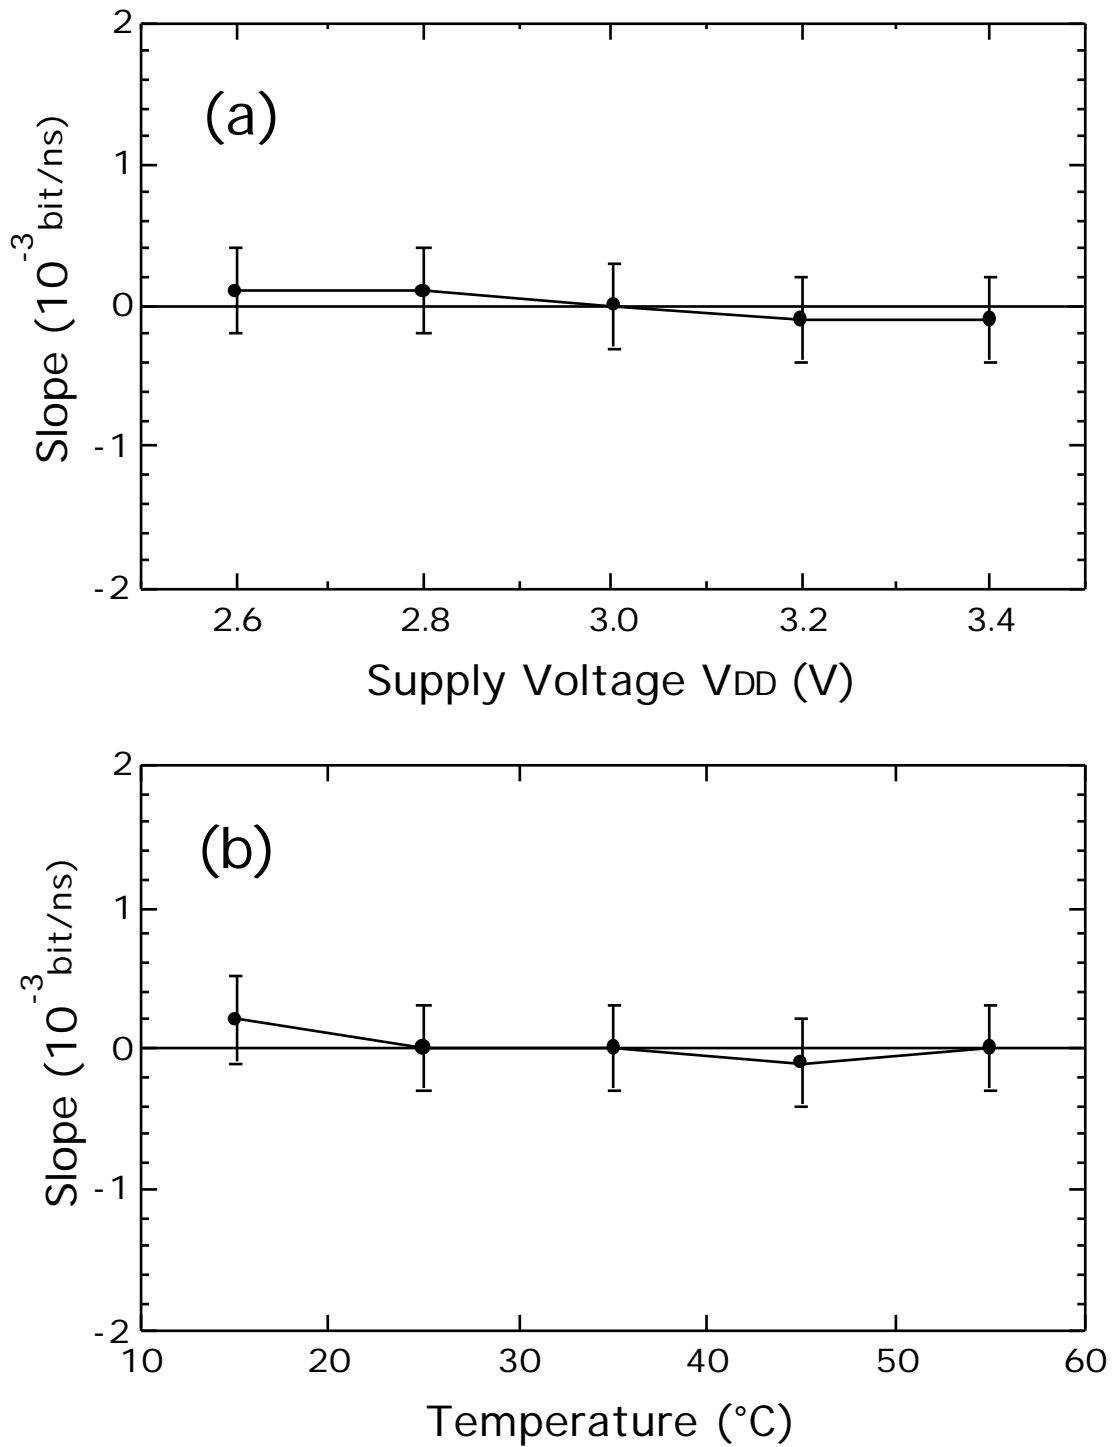 2
(a)
1
0
-1
-2
Slope (10-3 bit/ns)
2.6 2.8 3.0 3.2 3.4
Supply Voltage VDD (V)
2
(b)
1
0
-1
-2
Slope (10-3 bit/ns)
10 20 30 40 50 60
Temperature (°C)